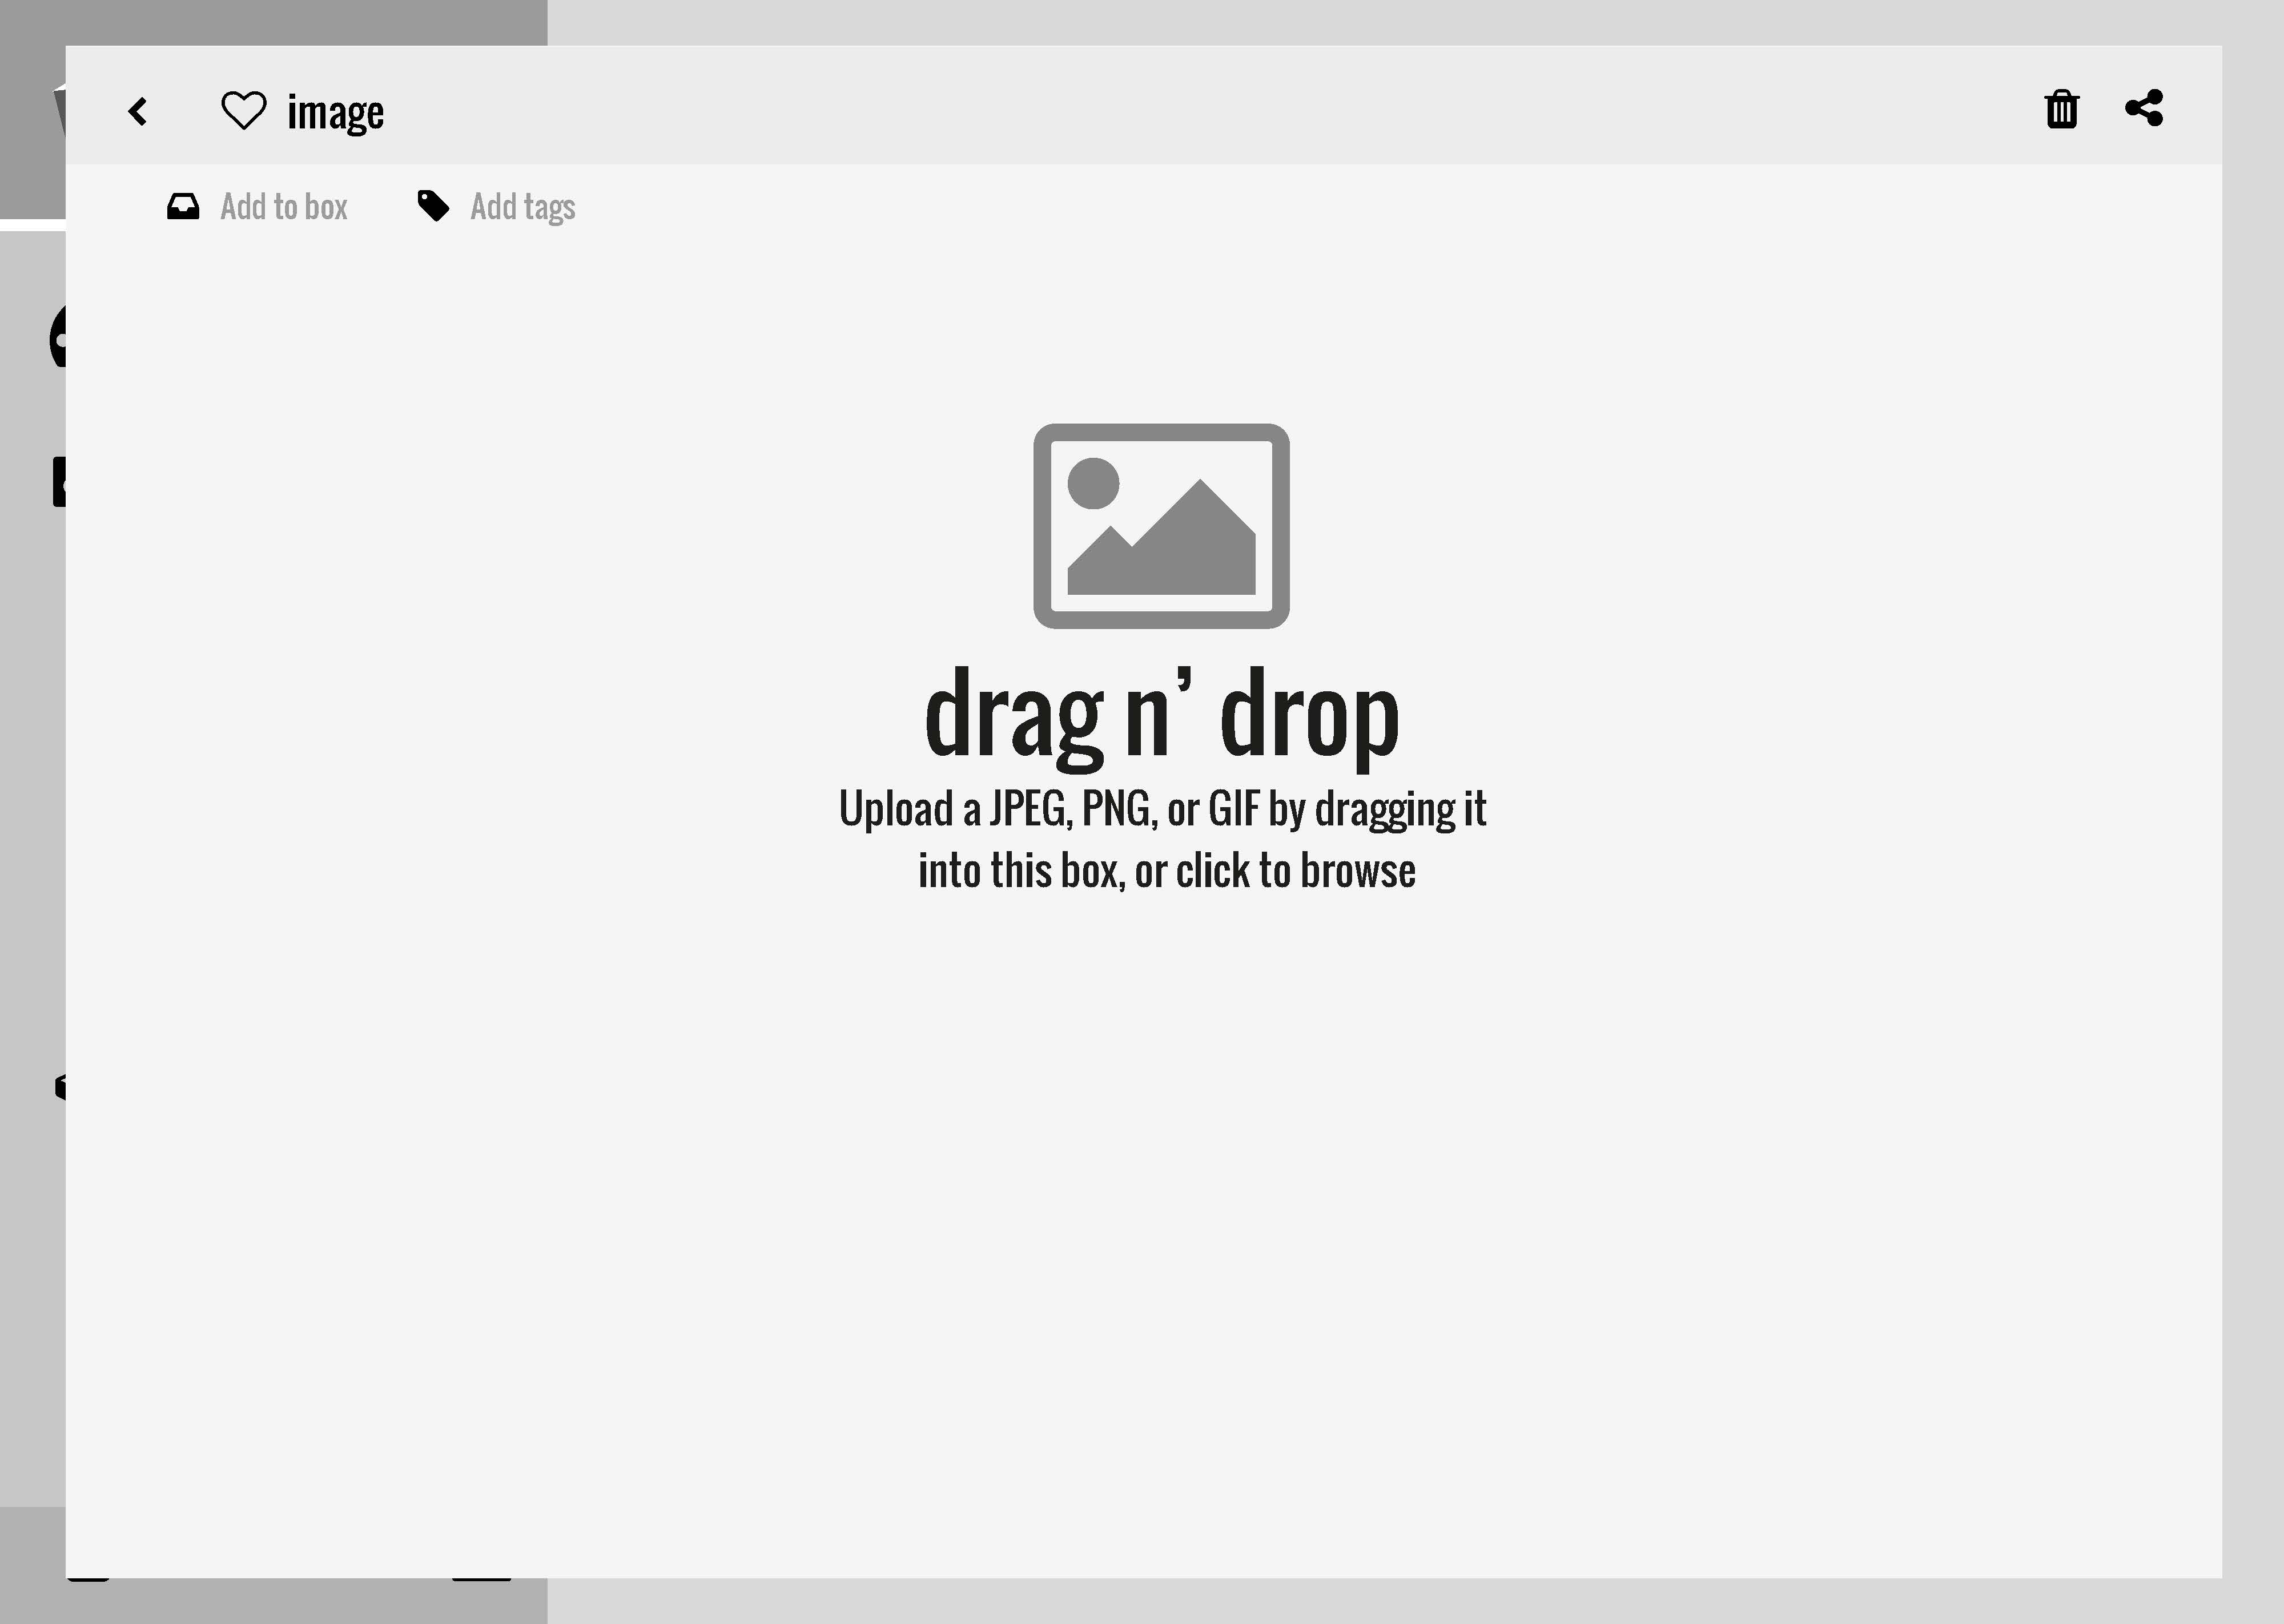 image
Add to box
Add tags
drag n’ drop
Upload a JPEG, PNG, or GIF by dragging it
into this box, or click to browse